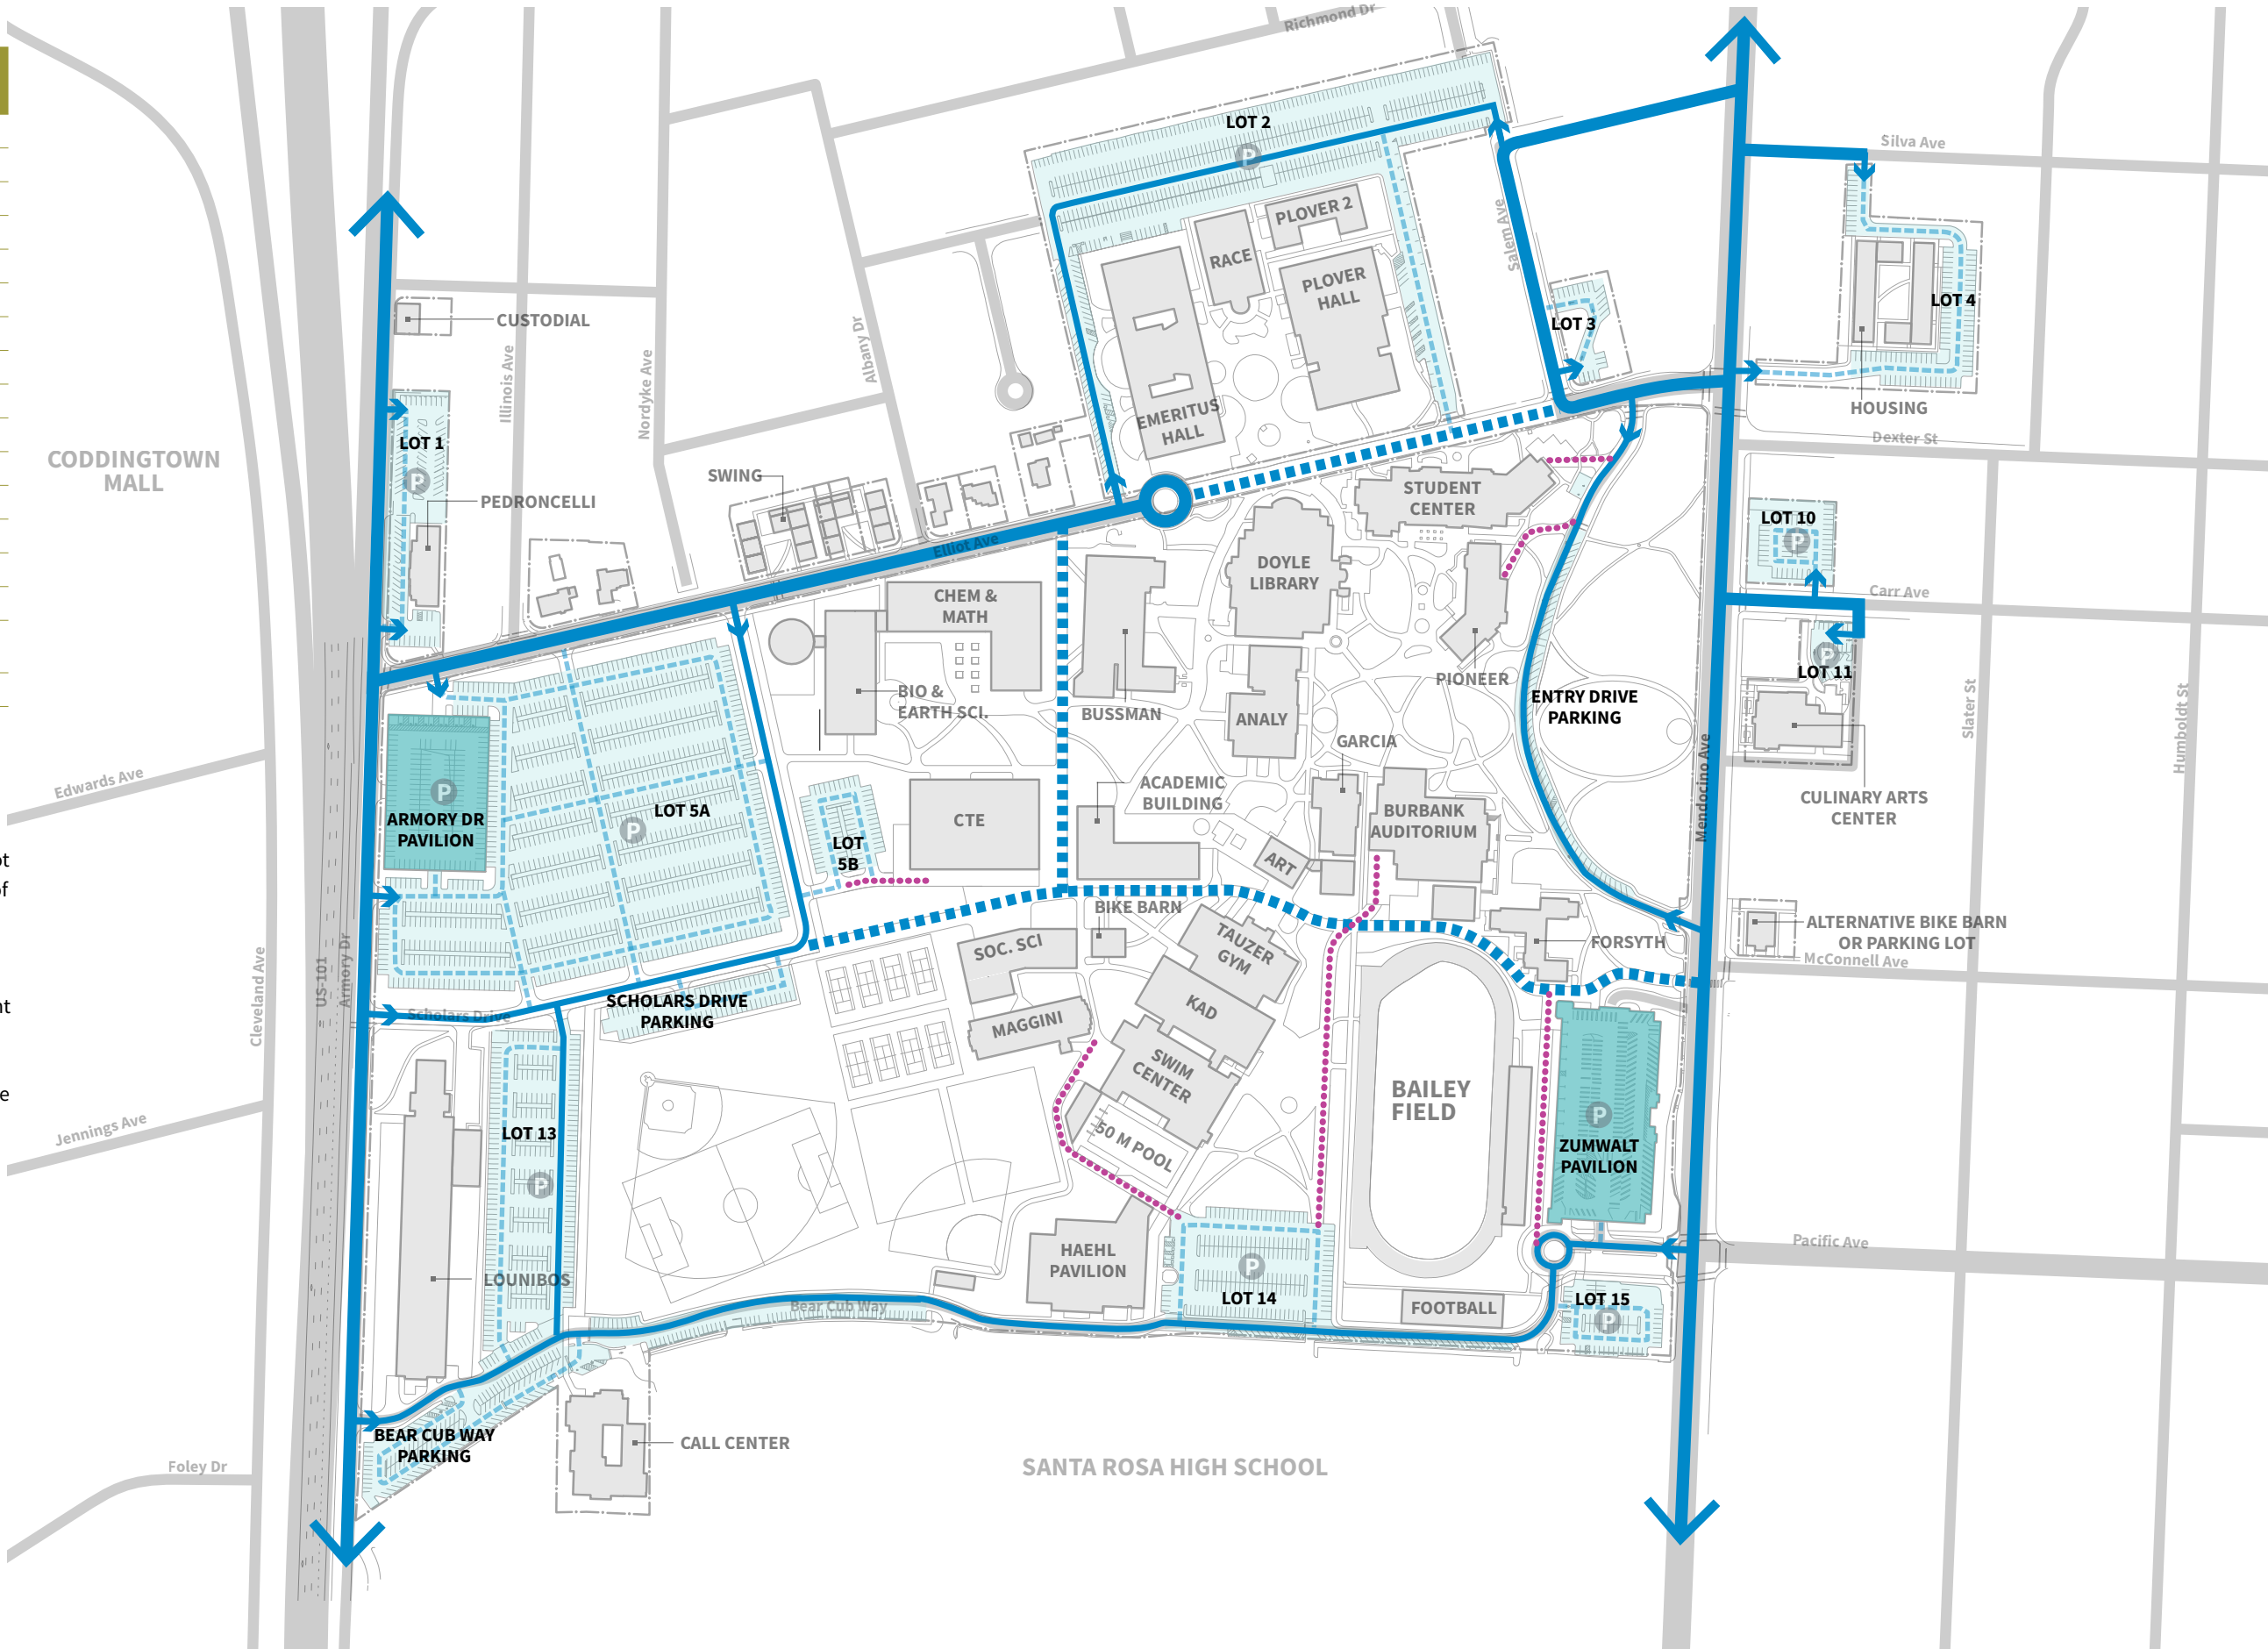 Richmond Dr
LOT 2
P
Silva Ave
PLOVER 2
RACE
PLOVER
HALL
Salem Ave
LOT 3
LOT 4
HOUSING
CUSTODIAL
Illinois Ave
Nordyke Ave
Albany Dr
EMERITUS
HALL
LOT 1
P
CODDINGTOWN
MALL
PEDRONCELLI
SWING
Elliot Ave
Dexter St
STUDENT
CENTER
LOT 10
P
DOYLE
LIBRARY
CHEM &
MATH
Carr Ave
PIONEER
P
LOT 11
BIO &
EARTH SCI.
BUSSMAN
ANALY
ENTRY DRIVE
PARKING
Slater St
Humboldt St
GARCIA
Mendocino Ave
Edwards Ave
P
ARMORY DR
PAVILION
LOT 5A
P
LOT
5B
CTE
ACADEMIC
BUILDING
BURBANK
AUDITORIUM
ART
CULINARY ARTS
CENTER
ot
of
BIKE BARN
ALTERNATIVE BIKE BARN
OR PARKING LOT
McConnell Ave
SOC. SCI
TAUZER
GYM
FORSYTH
Cleveland Ave
US-101
Armory Dr
nt
Scholars Drive
SCHOLARS DRIVE
PARKING
MAGGINI
KAD
SWIM
CENTER
BAILEY
FIELD
P
e
Jennings Ave
LOT 13
P
50 M POOL
ZUMWALT
PAVILION
Pacific Ave
LOUNIBOS
HAEHL
PAVILION
P
LOT 14
Bear Cub Way
FOOTBALL
LOT 15
P
BEAR CUB WAY
PARKING
CALL CENTER
Foley Dr
SANTA ROSA HIGH SCHOOL